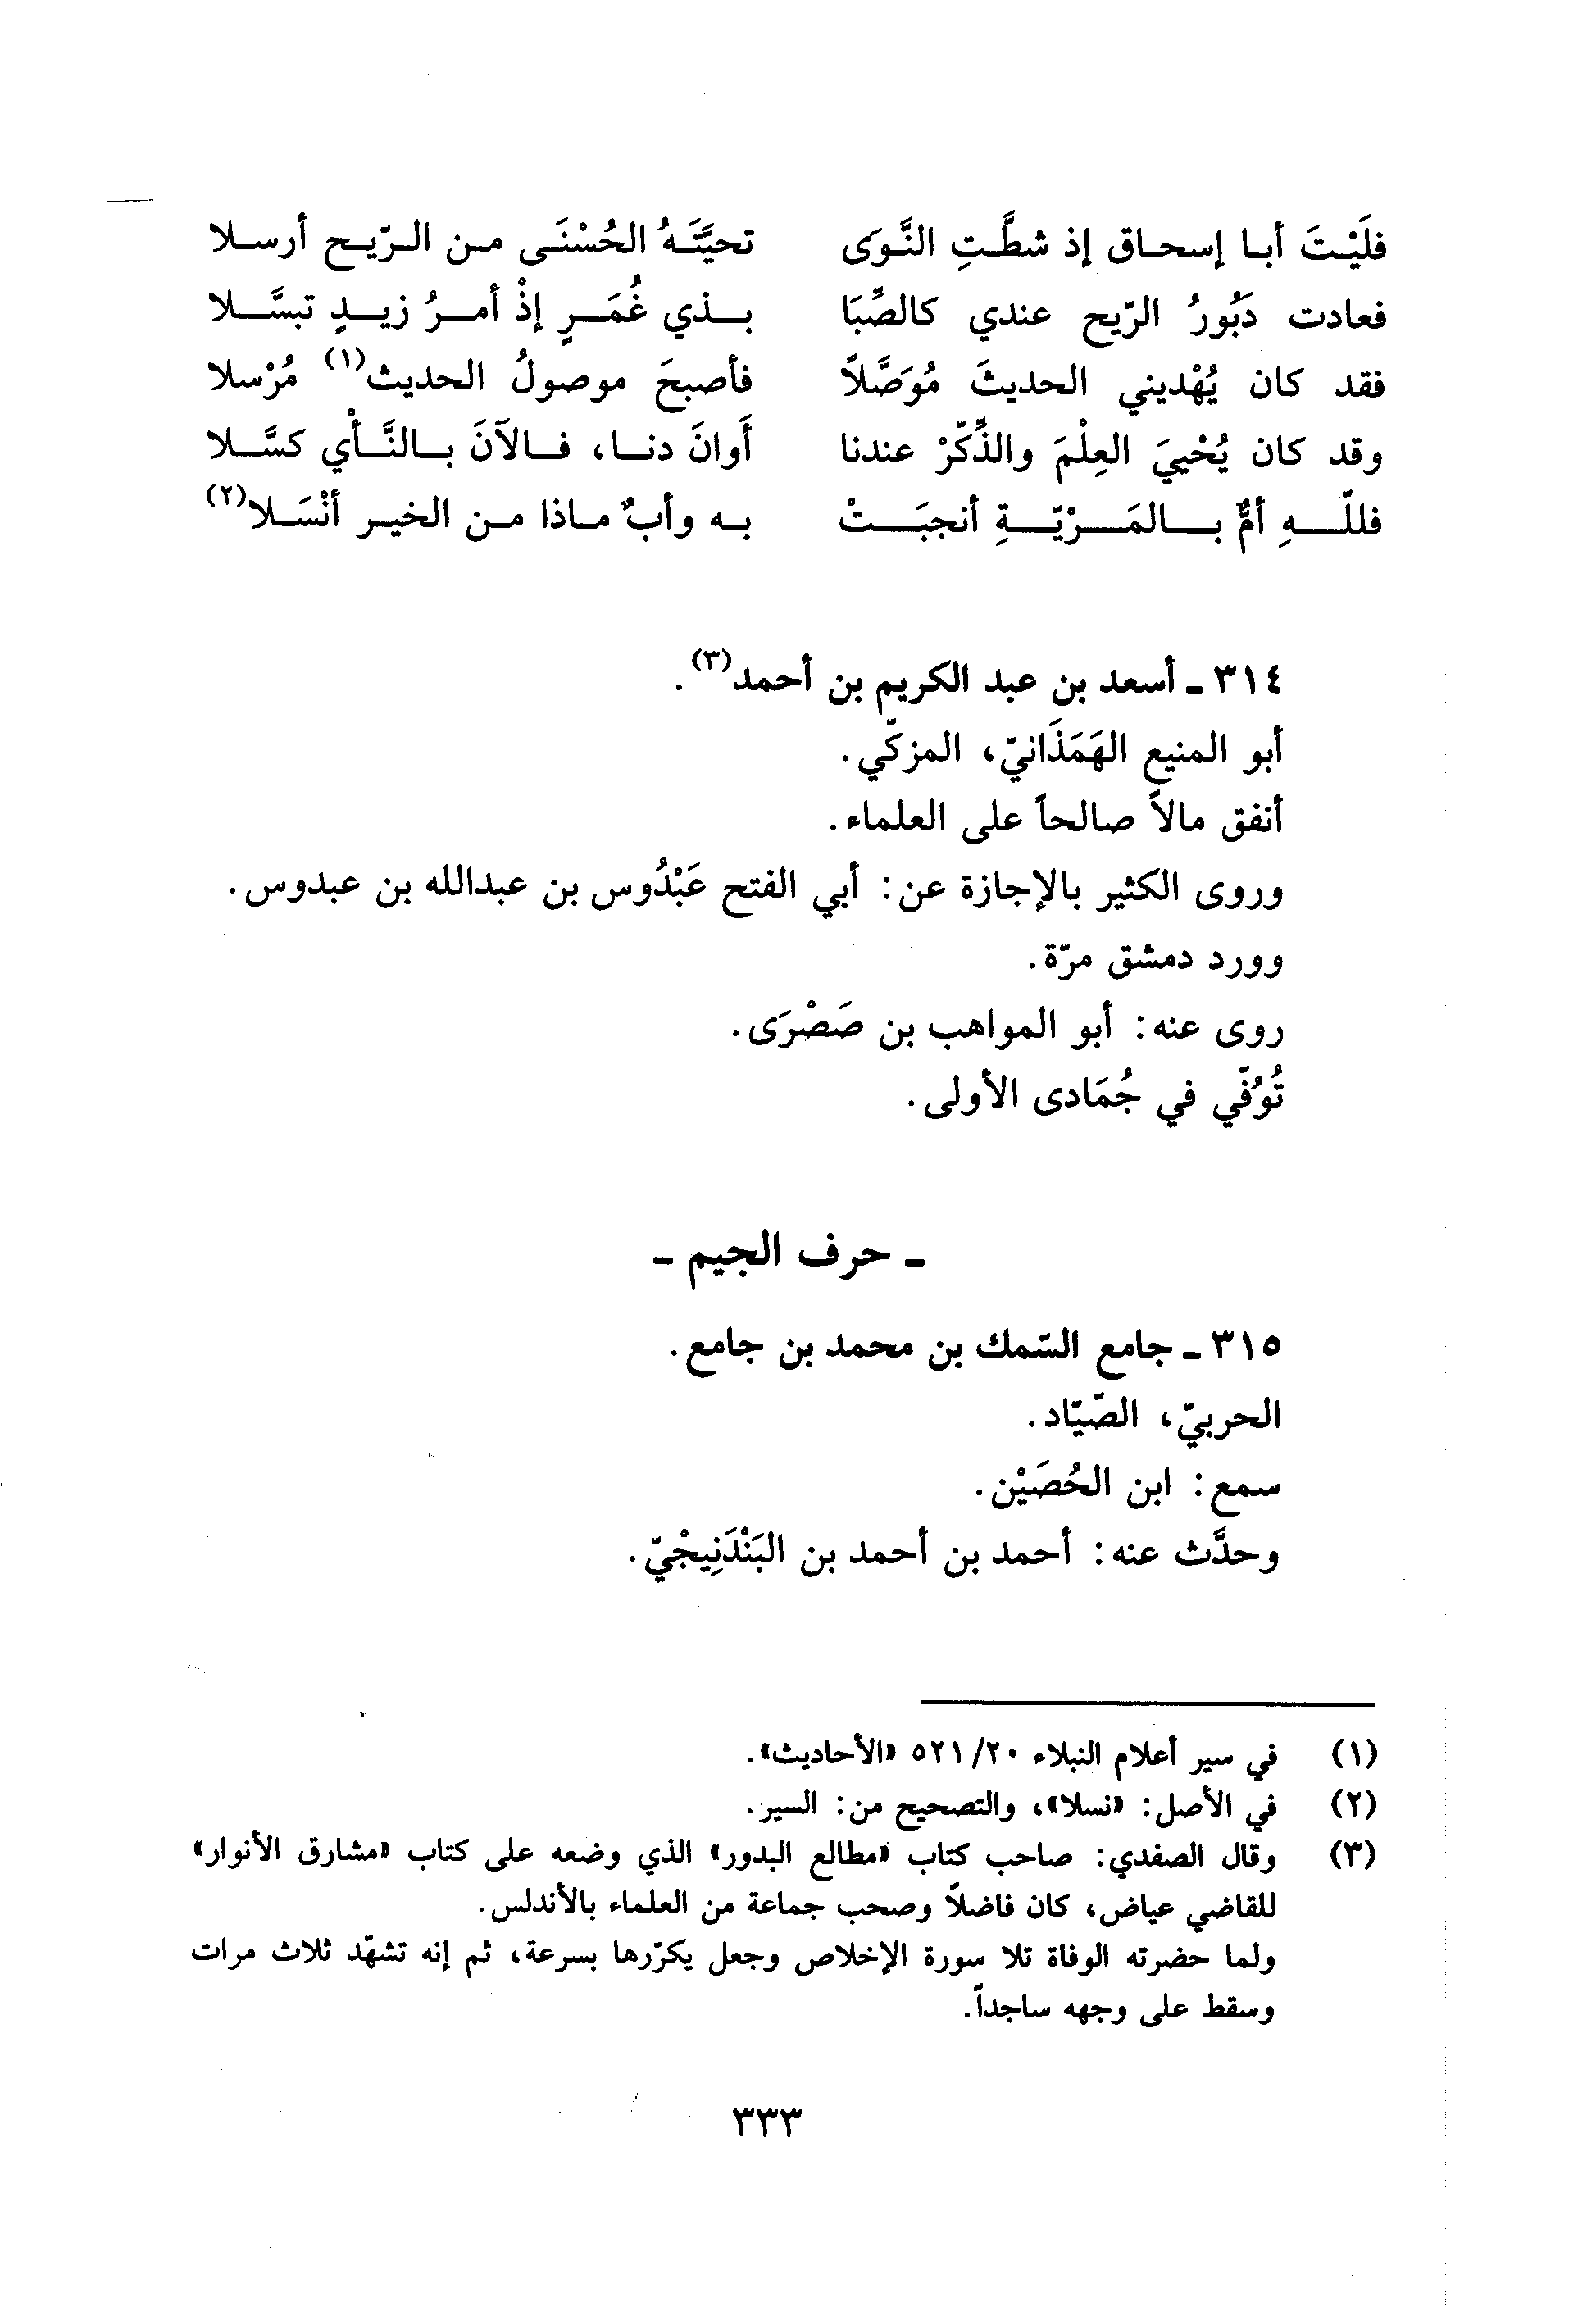 فلَيْتَ أبا إسحاق إذ شطَّتِ النَّوَى تحيَّتَهُ الحُسْنَى من الرّيح أرسلا
فعادت دَبُورُ الرّيح عندي كالصِّبَا بذي غُمَرٍ إذْ أمرُ زيدٍ تبسَّلا
فقد كان يُهْديني الحديثَ مُوَصَّلاً فأصبحَ موصولُ الحديث(١) مُرْسلا
وقد كان يُحْييَ العِلْمَ والذِّكّرْ عندنا أَوانَ دنا، فالآنَ بالنَّأْي كسَّلا
فللّهِ أمٌّ بالمَرْيّةِ أنجبَتْ به وأبٌ ماذا من الخير أنْسَلا(٢)
٣١٤ ـ أسعد بن عبد الكريم بن أحمد(٣).
أبو المنيع الهَمَذَانيّ، المزكّي.
أنفق مالاً صالحاً على العلماء.
وروى الكثير بالإجازة عن: أبي الفتح عَبْدُوس بن عبدالله بن عبدوس.
وورد دمشق مرّة.
روى عنه: أبو المواهب بن صَصْرَى.
تُوُفّي في جُمَادى الأولى.
ـ حرف الجيم ـ
٣١٥ ـ جامع السّمك بن محمد بن جامع.
الحربيّ، الصّيّاد.
سمع: ابن الحُصَيْن.
وحدَّث عنه: أحمد بن أحمد بن البَنْدَنِيجْيّ.
(١) في سير أعلام النبلاء ٥٢١/٢٠ «الأحاديث».
(٢) في الأصل: «نسلا»، والتصحيح من: السير.
(٣) وقال الصفدي: صاحب كتاب «مطالع البدور» الذي وضعه على كتاب «مشارق الأنوار»
للقاضي عياض، كان فاضلاً وصحب جماعة من العلماء بالأندلس.
ولما حضرته الوفاة تلا سورة الإخلاص وجعل يكرّرها بسرعة، ثم إنه تشهّد ثلاث مرات
وسقط على وجهه ساجداً.
٣٣٣